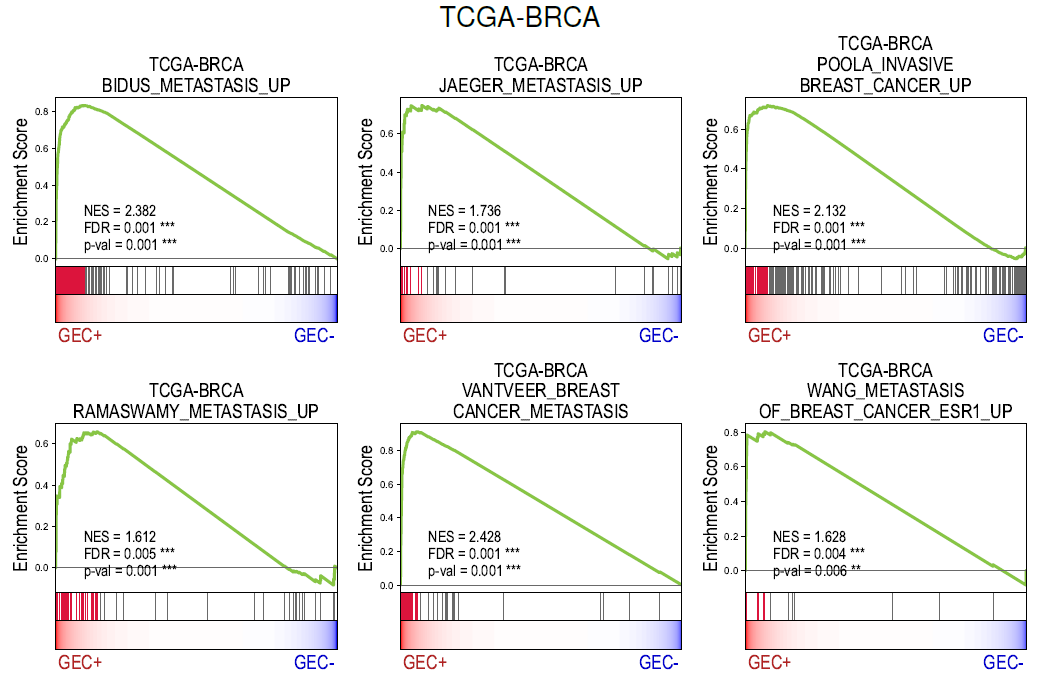 TCGA-BRCA
TCGA-BRCA
BIDUS_METASTASIS_UP
Enrichment Score
0.8
0.6
0.4
0.2
0.0
NES = 2.382
FDR = 0.001 ***
p-val = 0.001 ***
GEC+
GEC-
TCGA-BRCA
JAEGER_METASTASIS_UP
Enrichment Score
0.6
0.4
0.2
0.0
NES = 1.736
FDR = 0.001 ***
p-val = 0.001 ***
GEC+
GEC-
TCGA-BRCA
POOLA_INVASIVE
BREAST_CANCER_UP
Enrichment Score
0.6
0.4
0.2
0.0
NES = 2.132
FDR = 0.001 ***
p-val = 0.001 ***
GEC+
GEC-
TCGA-BRCA
RAMASWAMY_METASTASIS_UP
Enrichment Score
0.6
0.4
0.2
0.0
NES = 1.612
FDR = 0.005 ***
p-val = 0.001 ***
GEC+
GEC-
TCGA-BRCA
VANTVEER_BREAST
CANCER_METASTASIS
Enrichment Score
0.8
0.6
0.4
0.2
0.0
NES = 2.428
FDR = 0.001 ***
p-val = 0.001 ***
GEC+
GEC-
TCGA-BRCA
WANG_METASTASIS
OF_BREAST_CANCER_ESR1_UP
Enrichment Score
0.8
0.6
0.4
0.2
0.0
NES = 1.628
FDR = 0.004 ***
p-val = 0.006 **
GEC+
GEC-